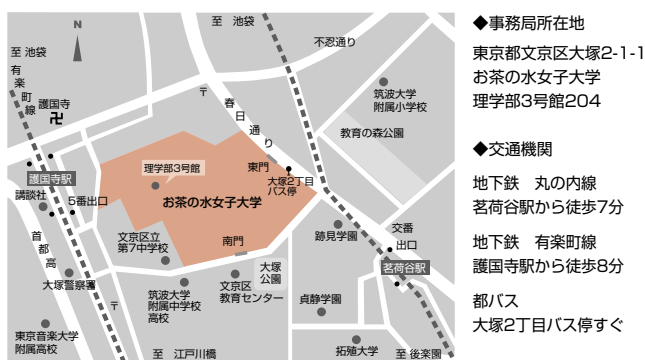 N
至 池袋
至 池袋
不忍通り
有楽町線
護国寺
卍
〒
春日通り
筑波大学
附属小学校
教育の森公園
理学部3号館
東門
大塚2丁目
バス停
護国寺駅
講談社
5番出口
お茶の水女子大学
首都高
文京区立
第7中学校
南門
跡見学園
交番
出口
茗荷谷駅
大塚警察署
〒
筑波大学
附属中学校
高校
文京区
教育センター
大塚
公園
貞静学園
東京音楽大学
附属高校
至 江戸川橋
拓殖大学
至 後楽園
◆事務局所在地
東京都文京区大塚2-1-1
お茶の水女子大学
理学部3号館204
◆交通機関
地下鉄 丸の内線
茗荷谷駅から徒歩7分
地下鉄 有楽町線
護国寺駅から徒歩8分
都バス
大塚2丁目バス停すぐ